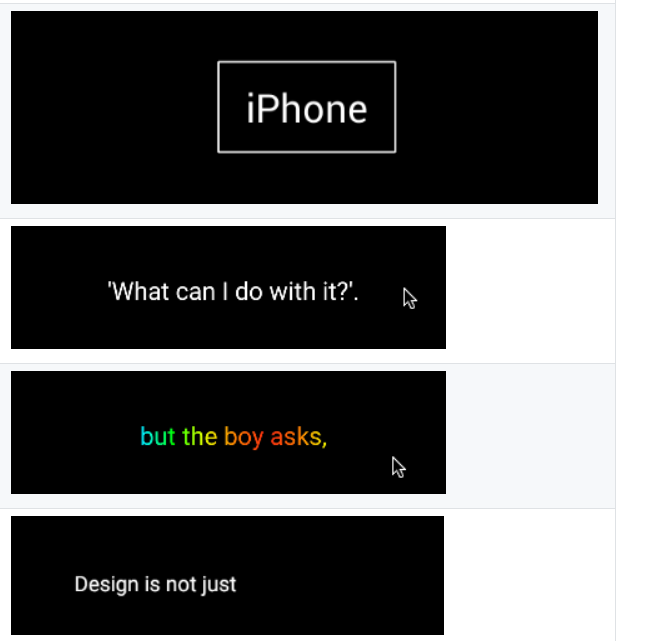 iPhone
'What can I do with it?'.
but the boy asks,
Design is not just